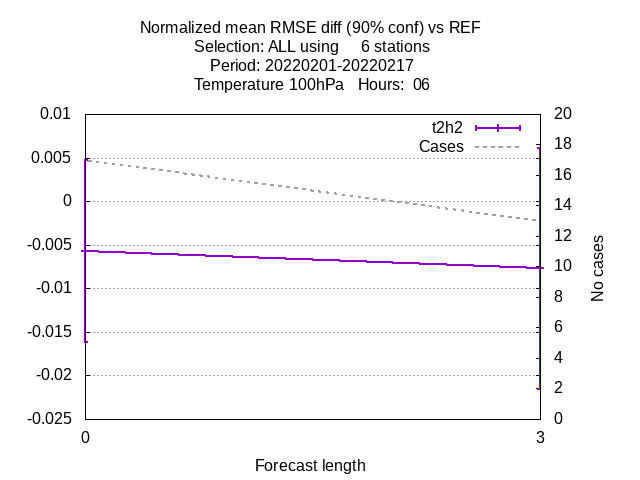 Normalized mean RMSE diff (90% conf) vs REF
Selection: ALL using     6 stations
Period: 20220201-20220217
Temperature 100hPa   Hours:  06
t2h2
Cases
0.01
0.005
0
-0.005
-0.01
-0.015
-0.02
-0.025
20
18
16
14
12
10
8
6
4
2
0
No cases
0
3
Forecast length